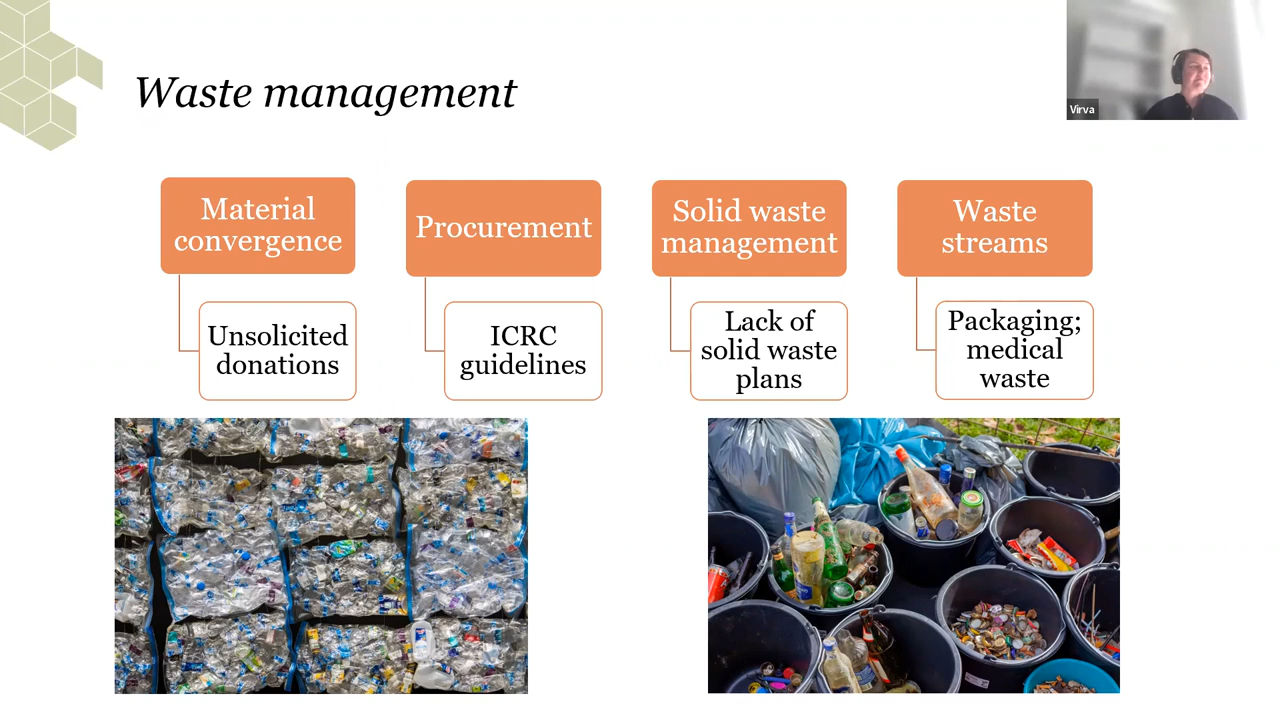 Waste management
Virva
Material
convergence
Procurement
Solid waste
management
Waste
streams
Unsolicited
donations
ICRC
guidelines
Lack of
solid waste
plans
Packaging;
medical
waste